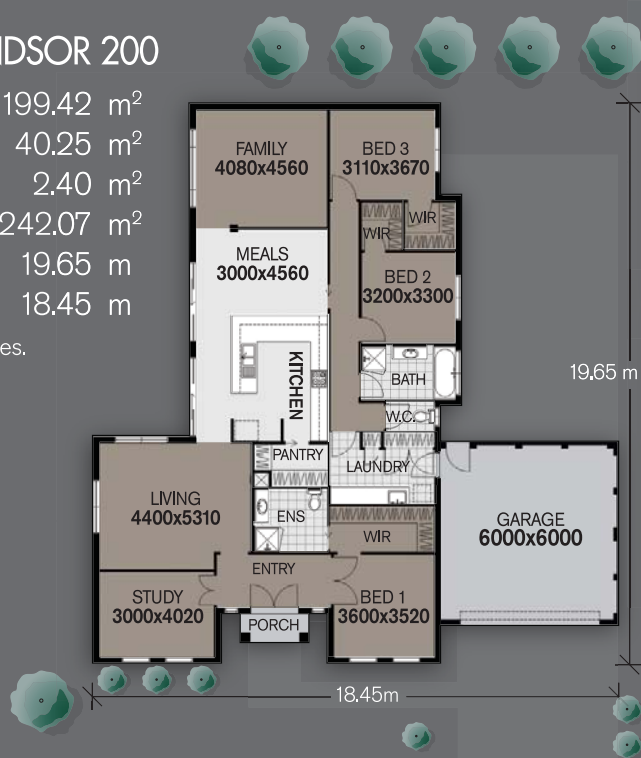 DSOR 200
199.42 m²
40.25 m²
2.40 m²
242.07 m²
19.65 m
18.45 m
es.
FAMILY
4080x4560
BED 3
3110x3670
WIR
WIR
MEALS
3000x4560
BED 2
3200x3300
KITCHEN
BATH
W.C.
PANTRY
LAUNDRY
LIVING
4400x5310
ENS
WIR
GARAGE
6000x6000
ENTRY
STUDY
3000x4020
BED 1
3600x3520
PORCH
19.65 m
18.45m